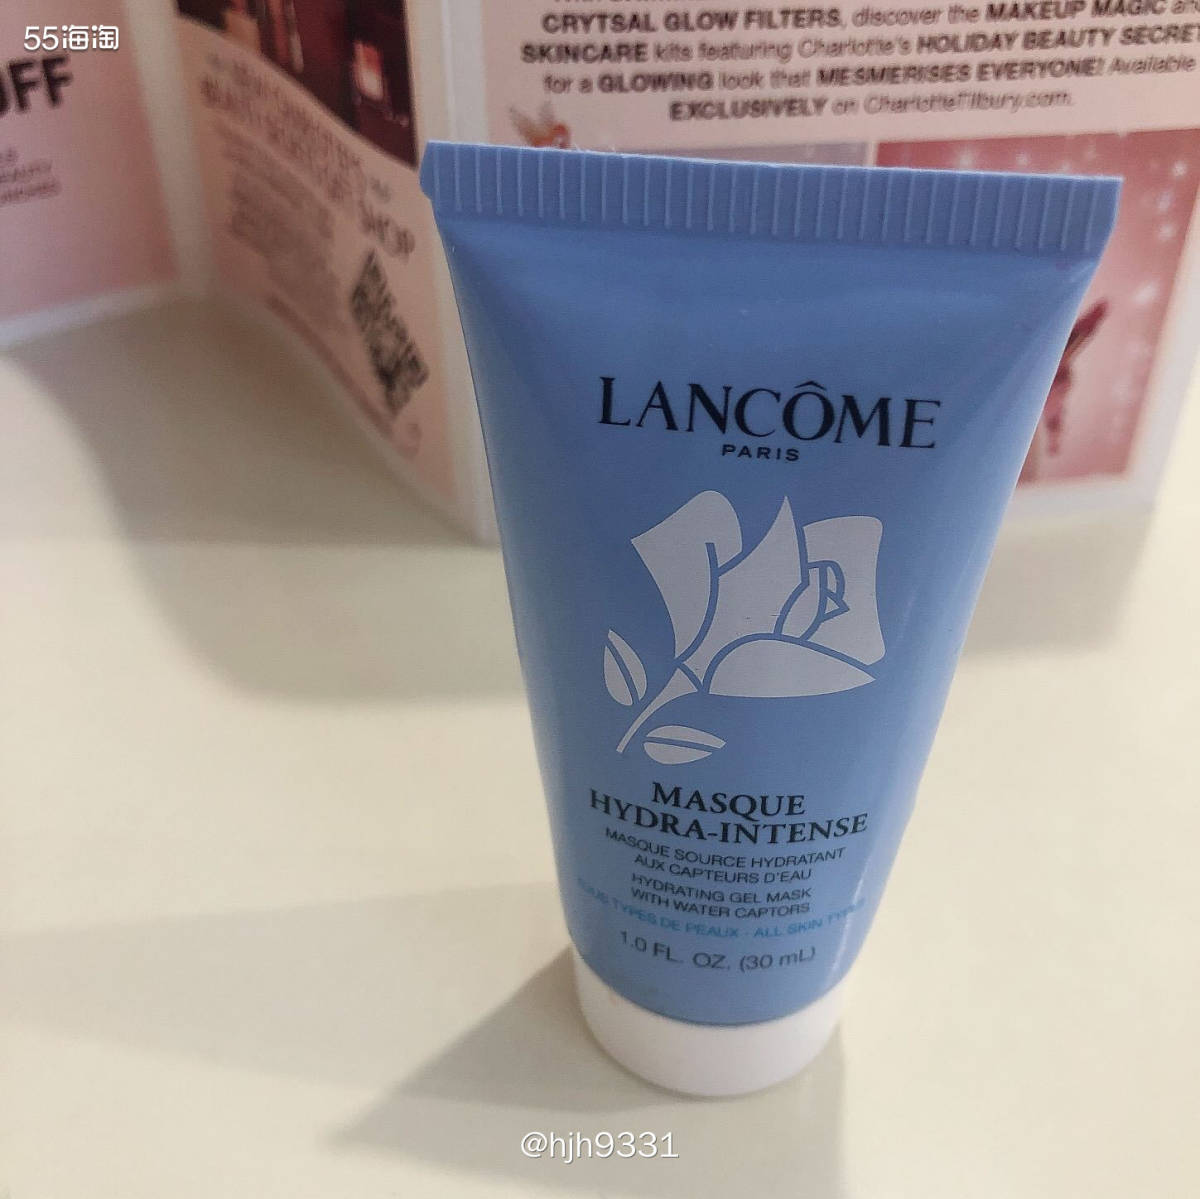 55海淘
OFF
SHOP
CRYTSAL GLOW FILTERS, discover the MAKEUP MAGIC an
SKINCARE kits featuring Charlotte's HOLIDAY BEAUTY SECRET
for a GLOWING look that MESMERISES EVERYONE! Available
EXCLUSIVELY on CharlotteTilbury.com.
LANCÔME
PARIS
MASQUE
HYDRA-INTENSE
MASQUE SOURCE HYDRATANT
AUX CAPTEURS D'EAU
HYDRATING GEL MASK
WITH WATER CAPTORS
TOUS TYPES DE PEAUX - ALL SKIN TYPES
1.0 FL. OZ. (30 mL)
@hjh9331